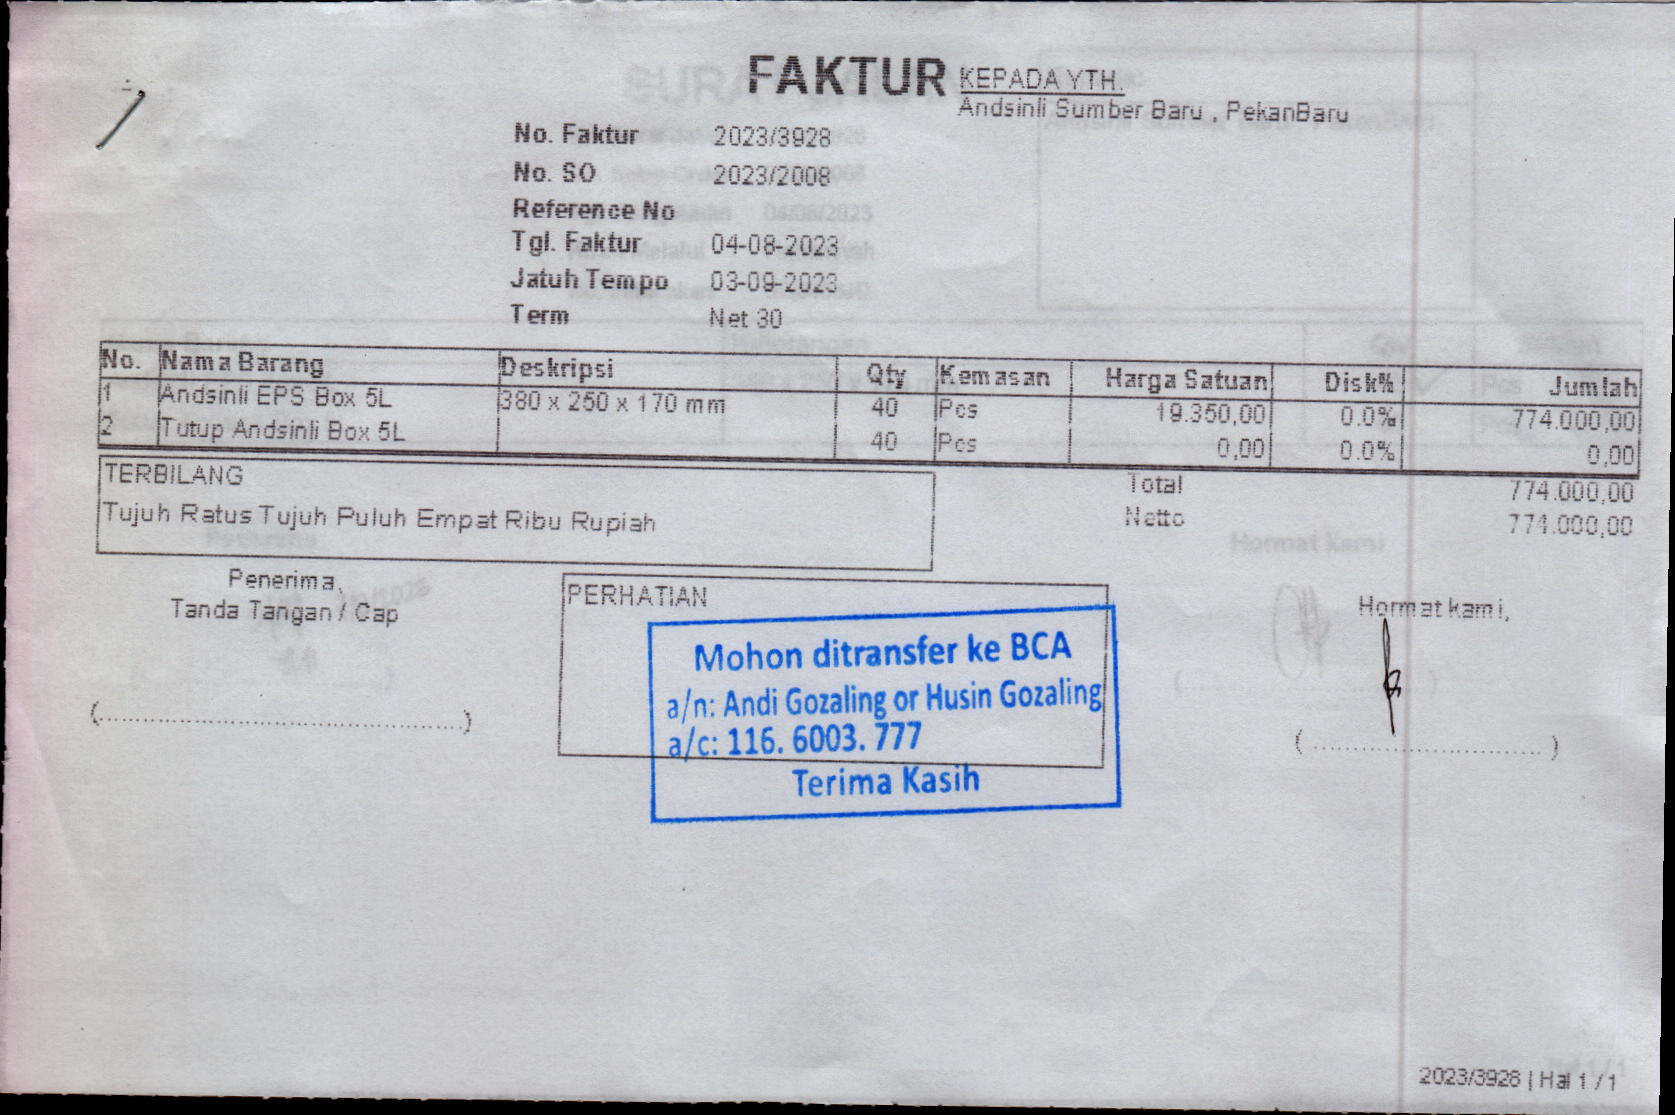 FAKTUR
KEPADA YTH.
Andsinli Sumber Baru , PekanBaru
No. Faktur 2023/3928
No. SO 2023/2008
Reference No
Tgl. Faktur 04-08-2023
Jatuh Tempo 03-09-2023
Term Net 30
No. Nama Barang Deskripsi Qty Kemasan Harga Satuan Disk% Jumlah
1 Andsinli EPS Box 5L 380 x 250 x 170 mm 40 Pcs 19.350,00 0.0% 774.000,00
2 Tutup Andsinli Box 5L 40 Pcs 0,00 0.0% 0,00
TERBILANG
Tujuh Ratus Tujuh Puluh Empat Ribu Rupiah
Total 774.000,00
Netto 774.000,00
Penerima,
Tanda Tangan / Cap
(......................................................)
PERHATIAN
Mohon ditransfer ke BCA
a/n: Andi Gozaling or Husin Gozaling
a/c: 116. 6003. 777
Terima Kasih
Hormat kami,
( ................................. )
2023/3928 | Hal 1 / 1